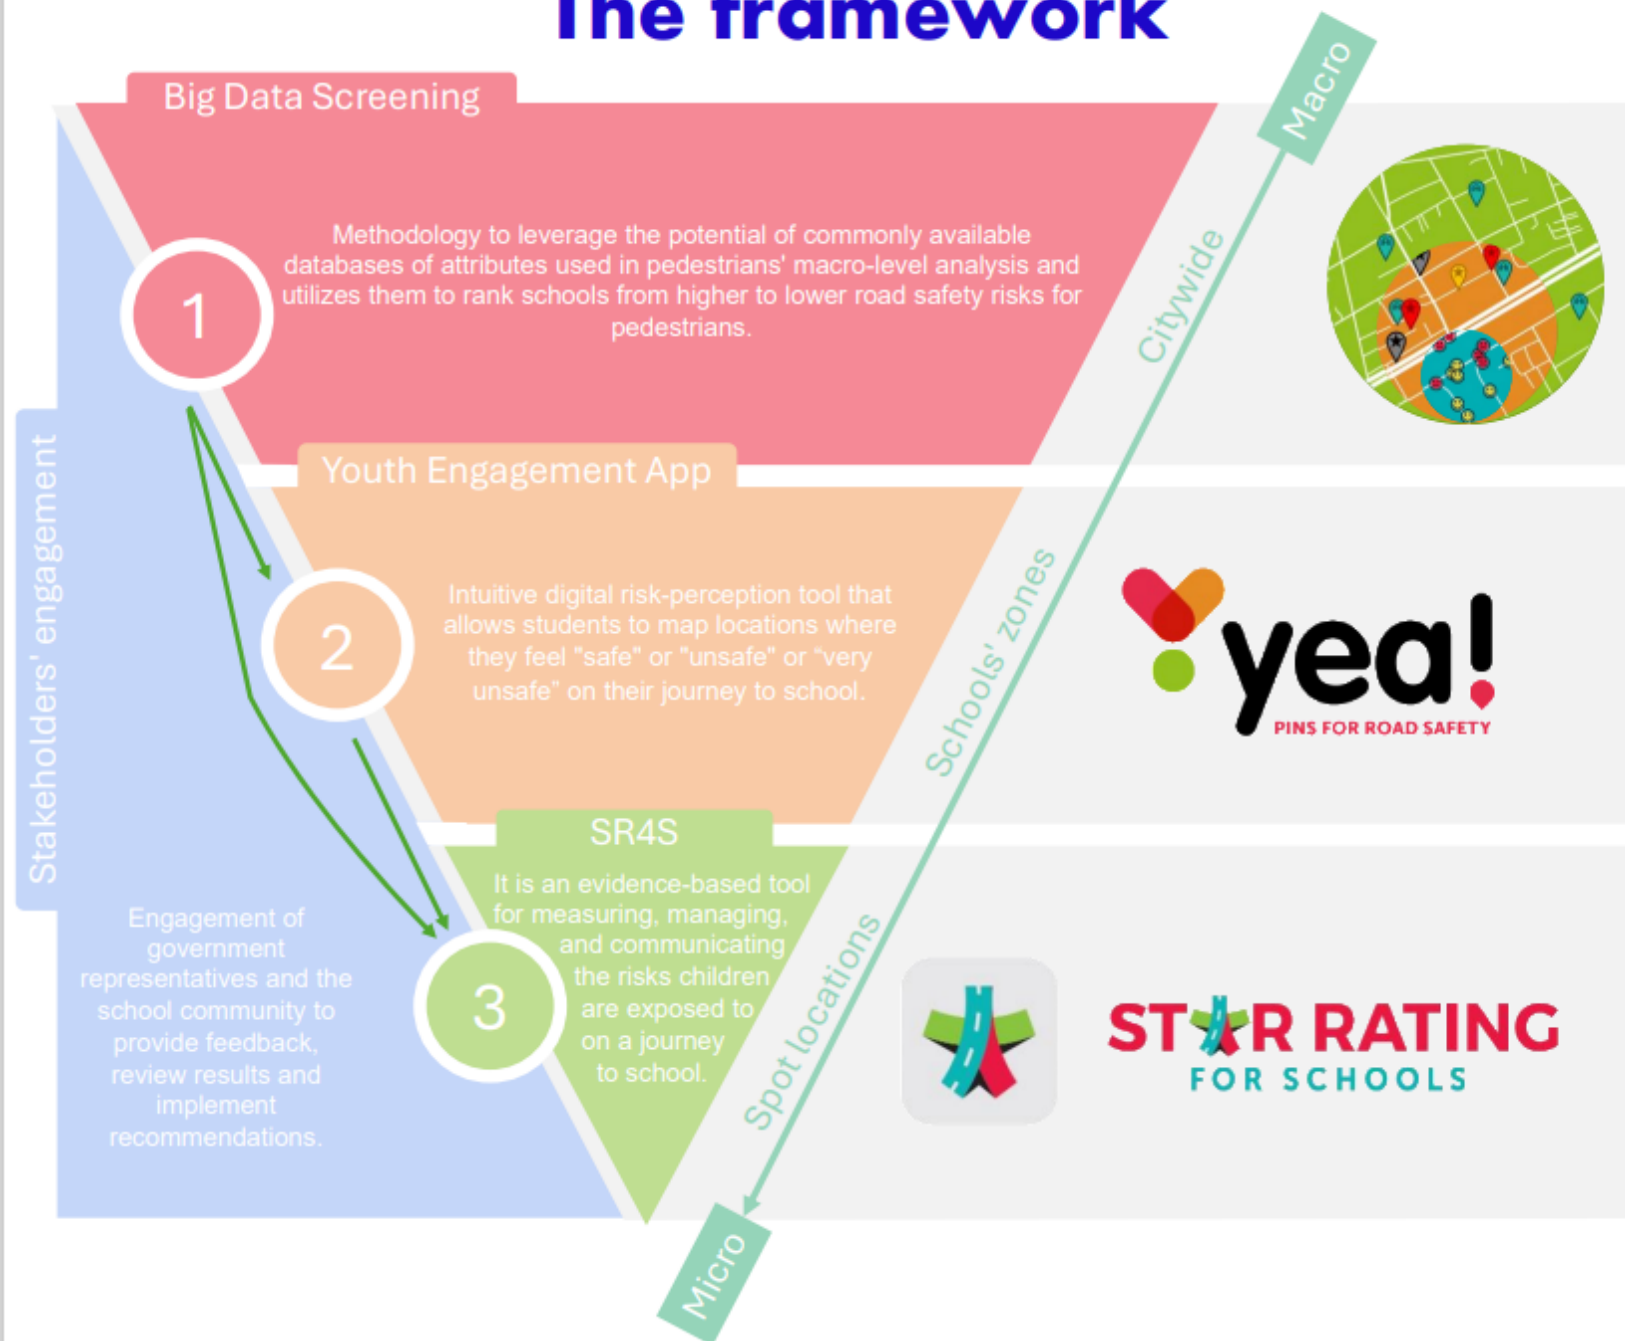 The framework
Macro
Big Data Screening
Methodology to leverage the potential of commonly available
databases of attributes used in pedestrians' macro-level analysis and
utilizes them to rank schools from higher to lower road safety risks for
pedestrians.
1
Citywide
Stakeholders' engagement
Youth Engagement App
Intuitive digital risk-perception tool that
allows students to map locations where
they feel "safe" or "unsafe" or “very
unsafe” on their journey to school.
2
Schools' zones
yea!
PINS FOR ROAD SAFETY
SR4S
It is an evidence-based tool
for measuring, managing,
and communicating
the risks children
are exposed to
on a journey
to school.
3
Spot locations
STAR RATING
FOR SCHOOLS
Engagement of
government
representatives and the
school community to
provide feedback,
review results and
implement
recommendations.
Micro